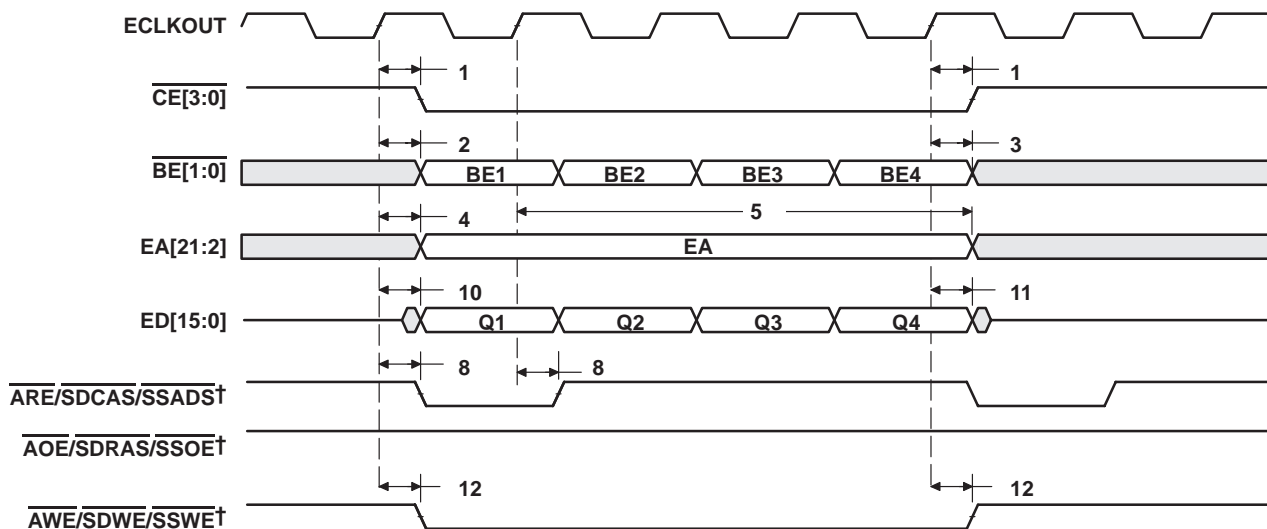 ECLKOUT
1 1
CE[3:0]
2 3
BE[1:0] BE1 BE2 BE3 BE4
4 5
EA[21:2] EA
10 11
ED[15:0] Q1 Q2 Q3 Q4
8 8
ARE/SDCAS/SSADS†
AOE/SDRAS/SSOE†
12 12
AWE/SDWE/SSWE†